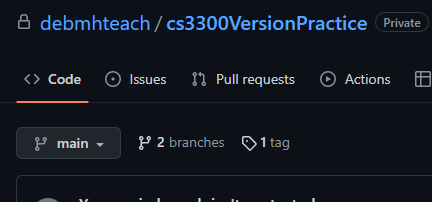 debmhteach / cs3300VersionPractice Private
Code Issues Pull requests Actions
main 2 branches 1 tag